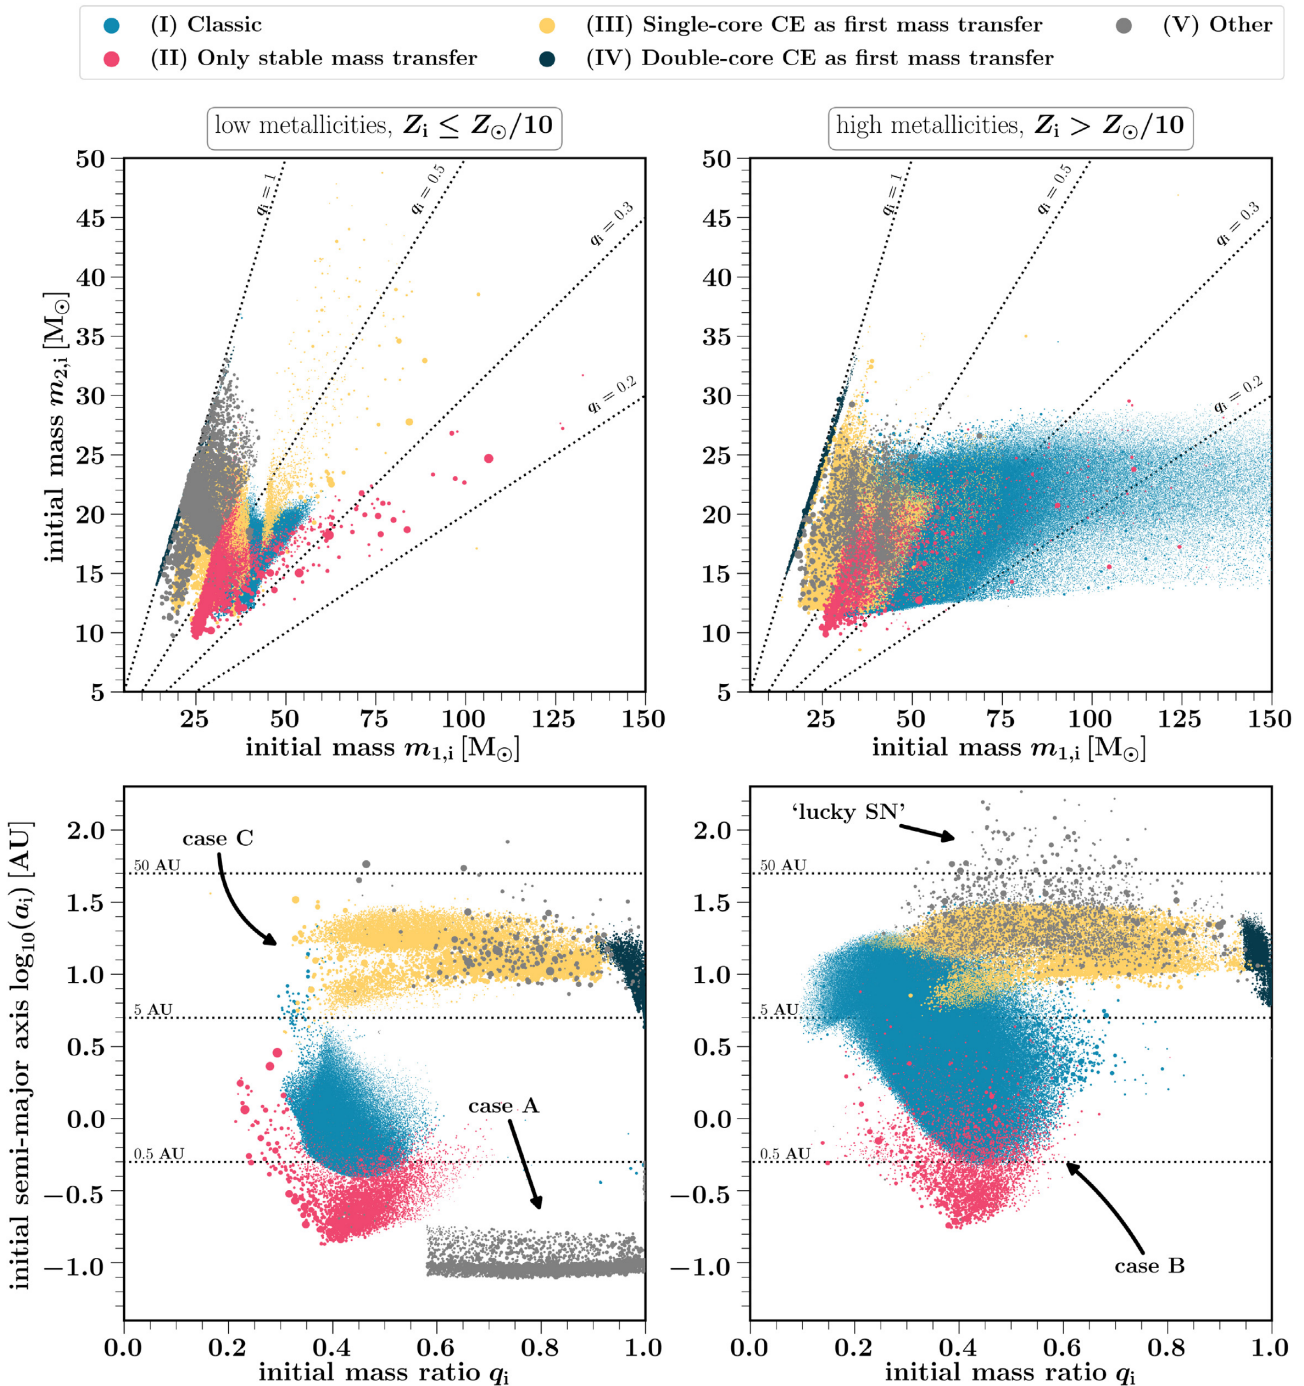 (I) Classic
(II) Only stable mass transfer
(III) Single-core CE as first mass transfer
(IV) Double-core CE as first mass transfer
(V) Other
low metallicities, Zᵢ ≤ Z⊙/10
high metallicities, Zᵢ > Z⊙/10
50
45
40
35
30
25
20
15
10
5
initial mass m₂,ᵢ [M⊙]
qᵢ = 1
qᵢ = 0.5
qᵢ = 0.3
qᵢ = 0.2
25
50
75
100
125
150
initial mass m₁,ᵢ [M⊙]
50
45
40
35
30
25
20
15
10
5
qᵢ = 1
qᵢ = 0.5
qᵢ = 0.3
qᵢ = 0.2
25
50
75
100
125
150
initial mass m₁,ᵢ [M⊙]
initial semi-major axis log₁₀(aᵢ) [AU]
2.0
1.5
1.0
0.5
0.0
−0.5
−1.0
case C
50 AU
5 AU
case A
0.5 AU
0.0
0.2
0.4
0.6
0.8
1.0
initial mass ratio qᵢ
2.0
1.5
1.0
0.5
0.0
−0.5
−1.0
‘lucky SN’
50 AU
5 AU
0.5 AU
case B
0.0
0.2
0.4
0.6
0.8
1.0
initial mass ratio qᵢ